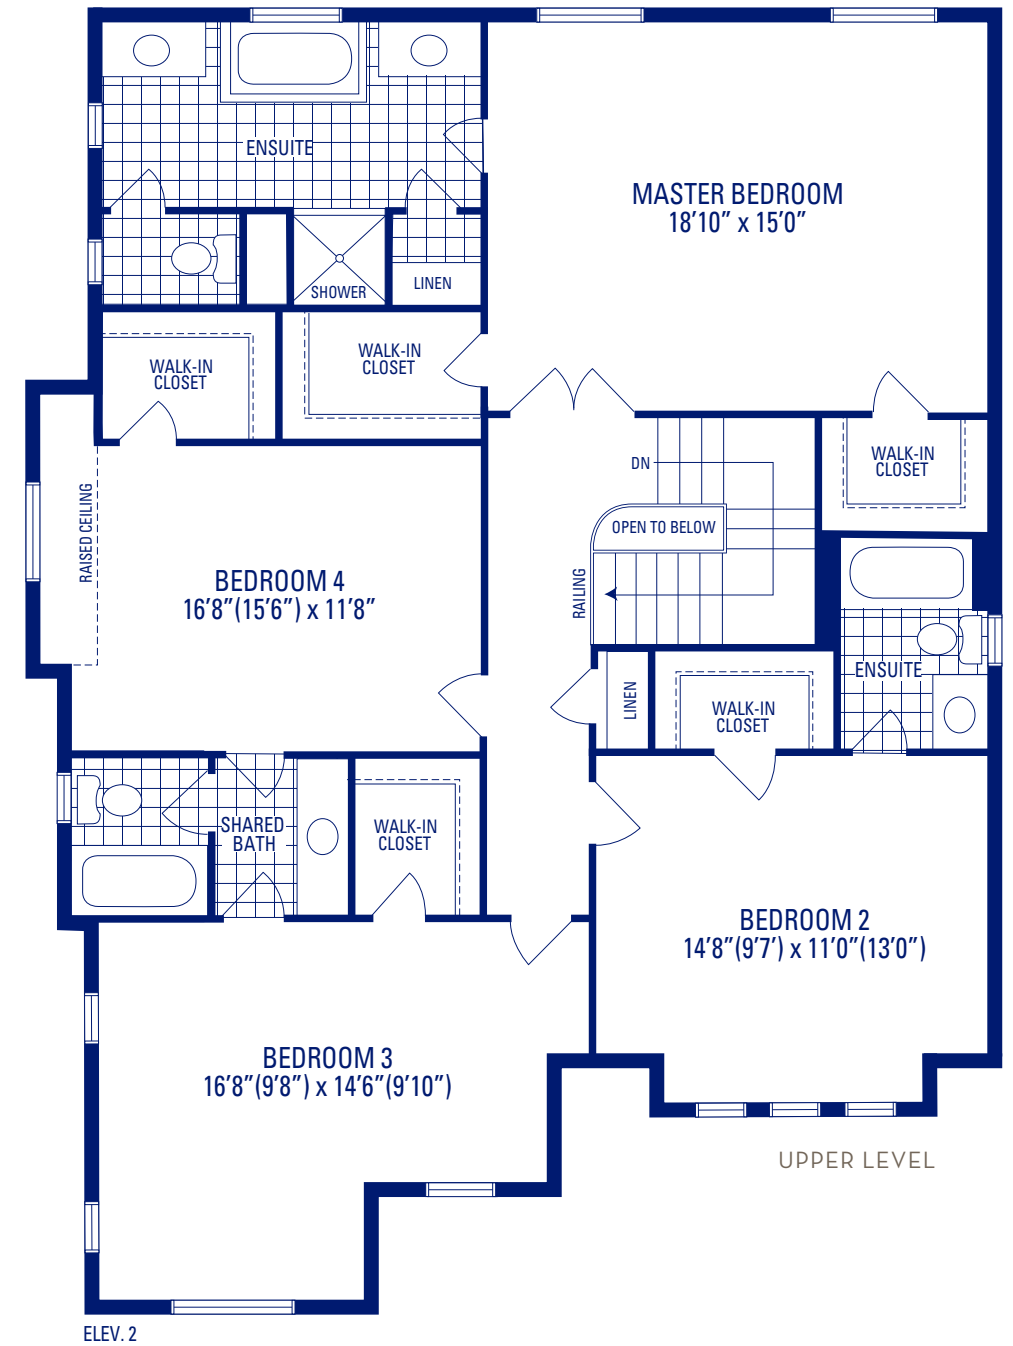 ENSUITE
MASTER BEDROOM
18'10" x 15'0"
LINEN
SHOWER
WALK-IN
CLOSET
WALK-IN
CLOSET
WALK-IN
CLOSET
DN
RAISED CEILING
OPEN TO BELOW
BEDROOM 4
16'8"(15'6") x 11'8"
RAILING
ENSUITE
LINEN
WALK-IN
CLOSET
SHARED
BATH
WALK-IN
CLOSET
BEDROOM 2
14'8"(9'7') x 11'0"(13'0")
BEDROOM 3
16'8"(9'8") x 14'6"(9'10")
UPPER LEVEL
ELEV. 2